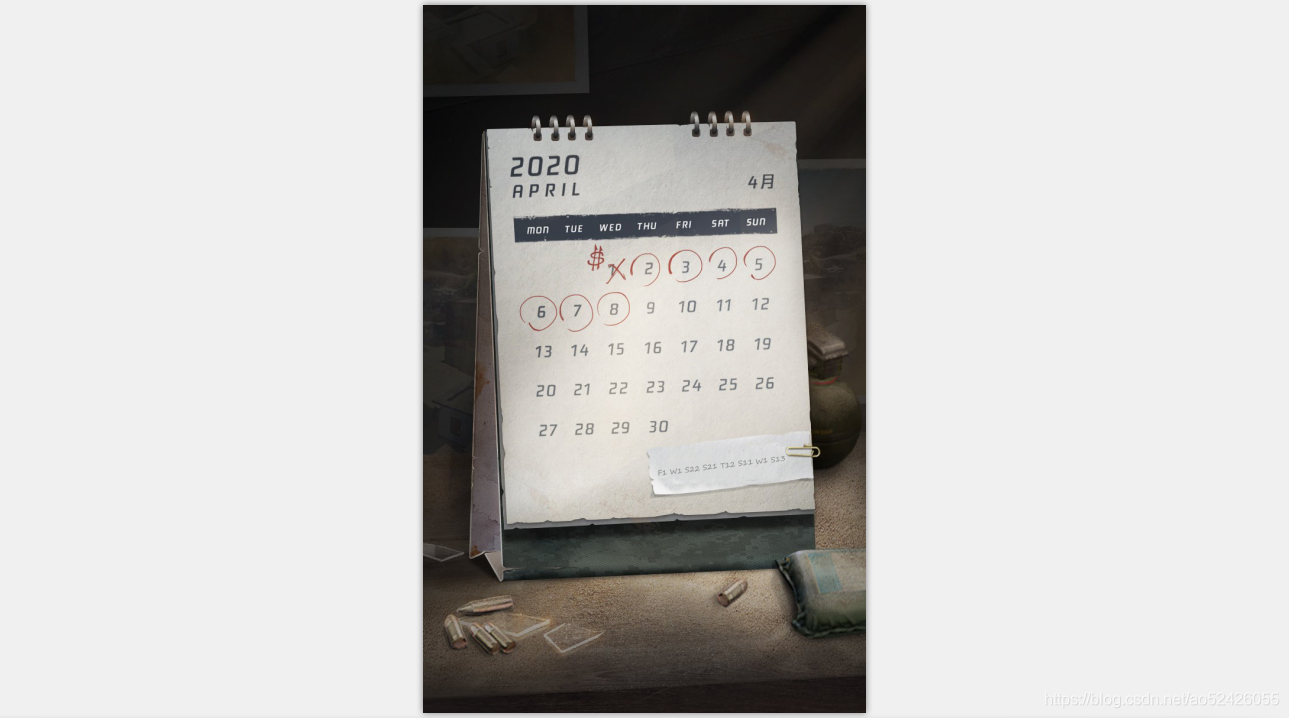 2020
APRIL
4月
MON TUE WED THU FRI SAT SUN
$
1 2 3 4 5
6 7 8 9 10 11 12
13 14 15 16 17 18 19
20 21 22 23 24 25 26
27 28 29 30
F1 W1 S22 S21 T12 S11 W1 S13
https://blog.csdn.net/ao52426055